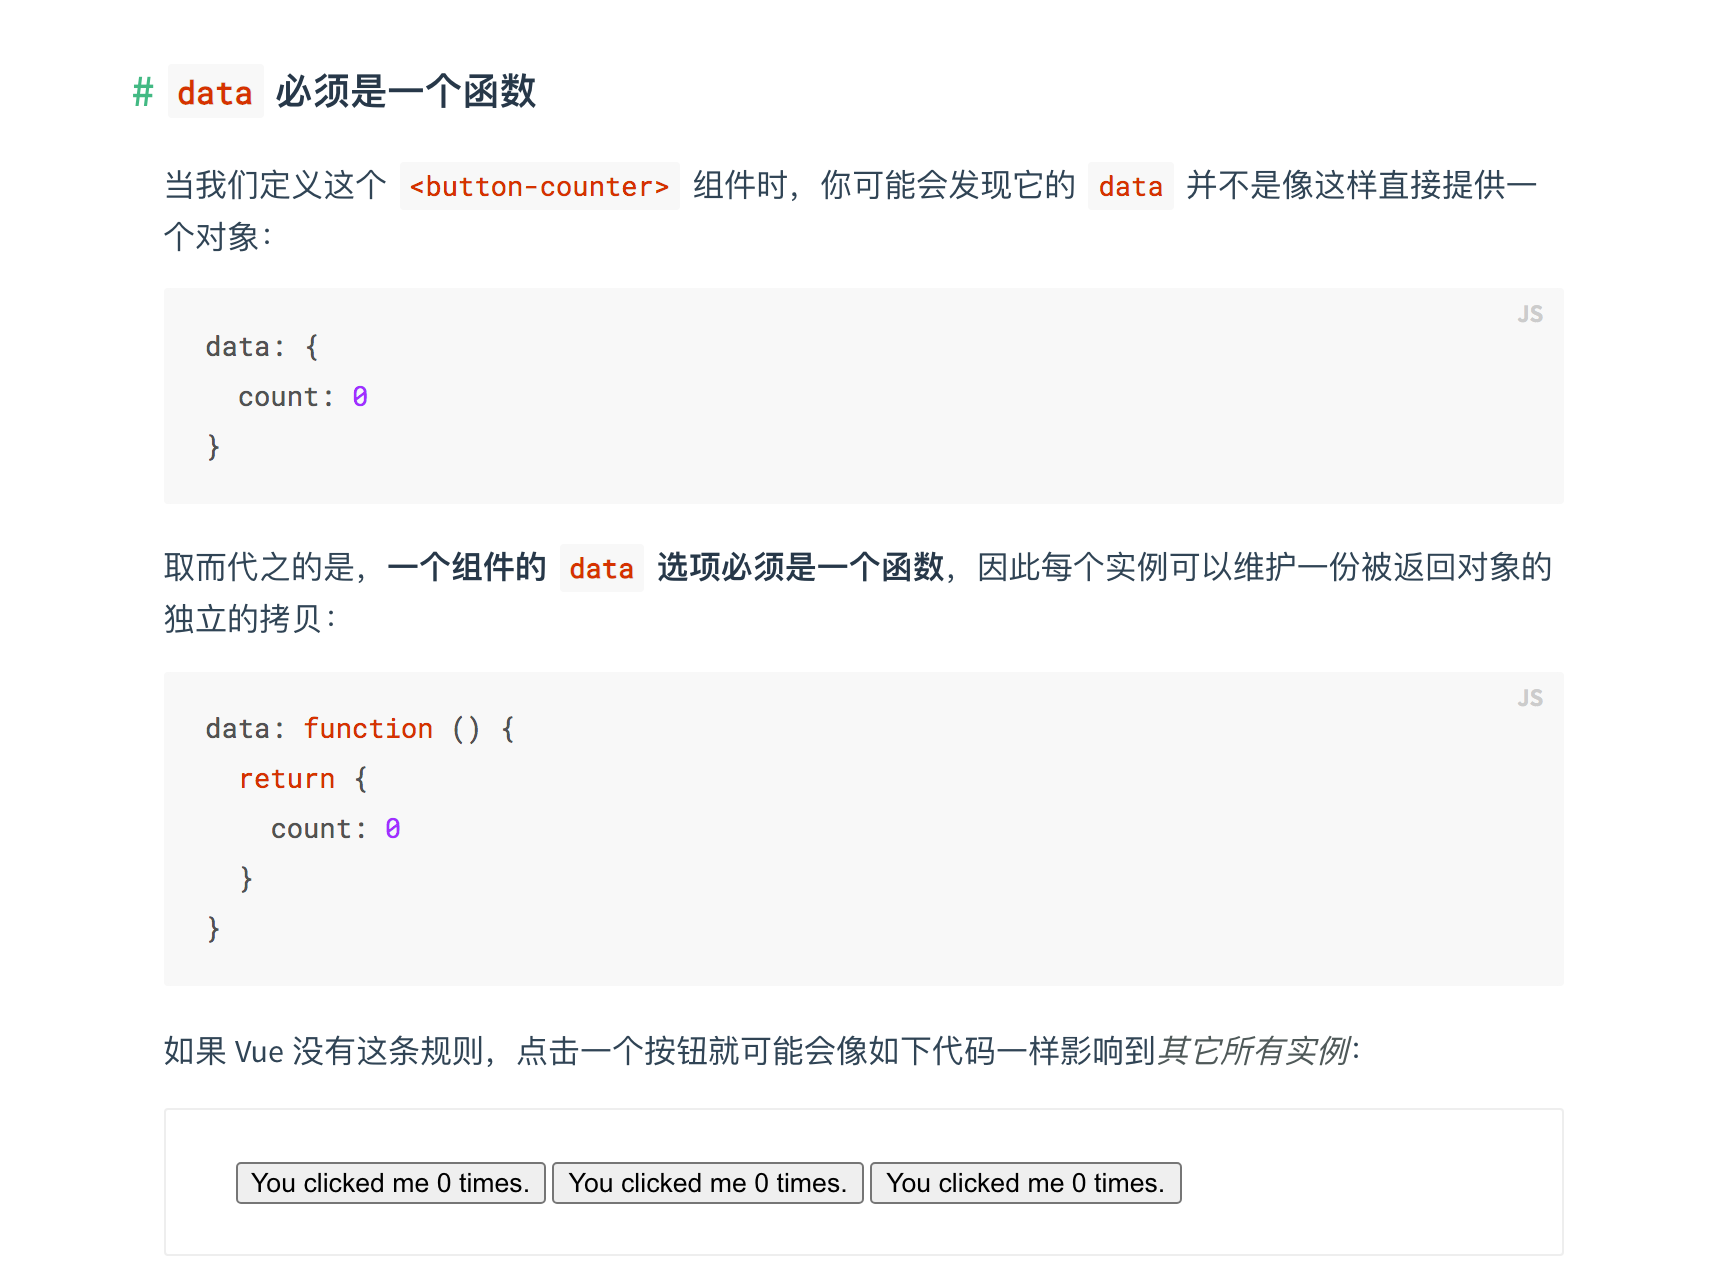 # data 必须是一个函数
当我们定义这个 <button-counter> 组件时，你可能会发现它的 data 并不是像这样直接提供一
个对象：
JS
data: {
  count: 0
}
取而代之的是，一个组件的 data 选项必须是一个函数，因此每个实例可以维护一份被返回对象的
独立的拷贝：
JS
data: function () {
  return {
    count: 0
  }
}
如果 Vue 没有这条规则，点击一个按钮就可能会像如下代码一样影响到其它所有实例：
You clicked me 0 times. You clicked me 0 times. You clicked me 0 times.